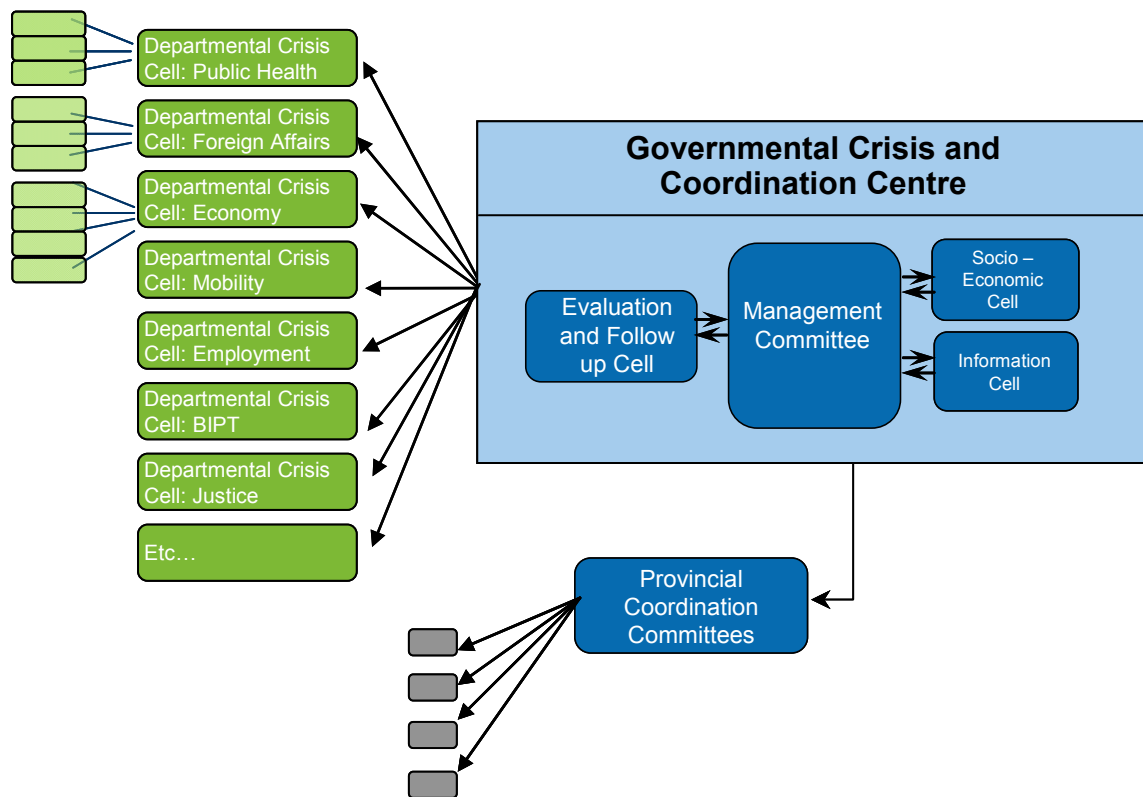 Departmental Crisis
Cell: Public Health
Departmental Crisis
Cell: Foreign Affairs
Departmental Crisis
Cell: Economy
Departmental Crisis
Cell: Mobility
Departmental Crisis
Cell: Employment
Departmental Crisis
Cell: BIPT
Departmental Crisis
Cell: Justice
Etc…
Governmental Crisis and
Coordination Centre
Evaluation
and Follow
up Cell
Management
Committee
Socio –
Economic
Cell
Information
Cell
Provincial
Coordination
Committees